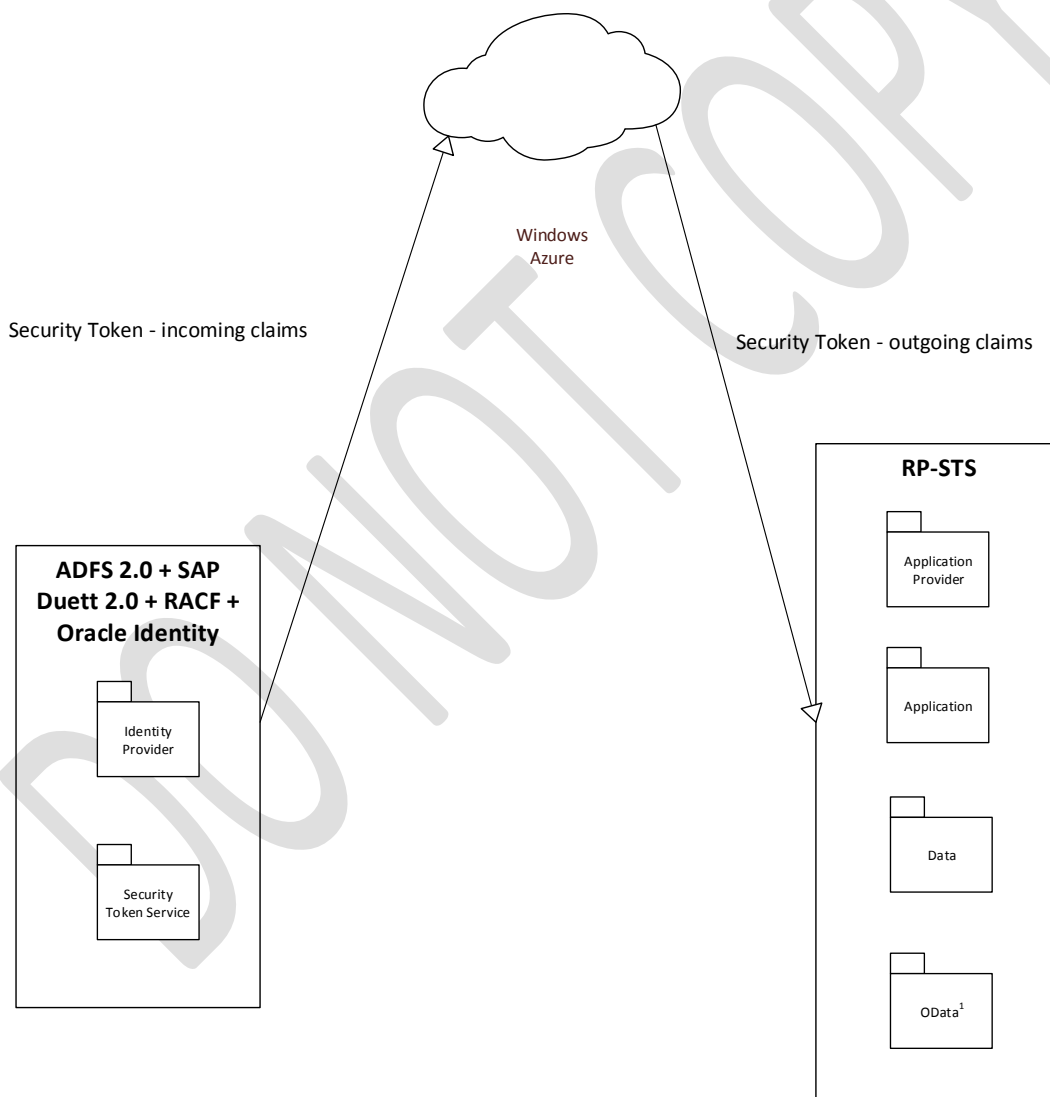 Windows
Azure
Security Token - incoming claims
Security Token - outgoing claims
RP-STS
Application
Provider
ADFS 2.0 + SAP
Duett 2.0 + RACF +
Oracle Identity
Identity
Provider
Application
Data
Security
Token Service
OData¹
DO NOT COPY